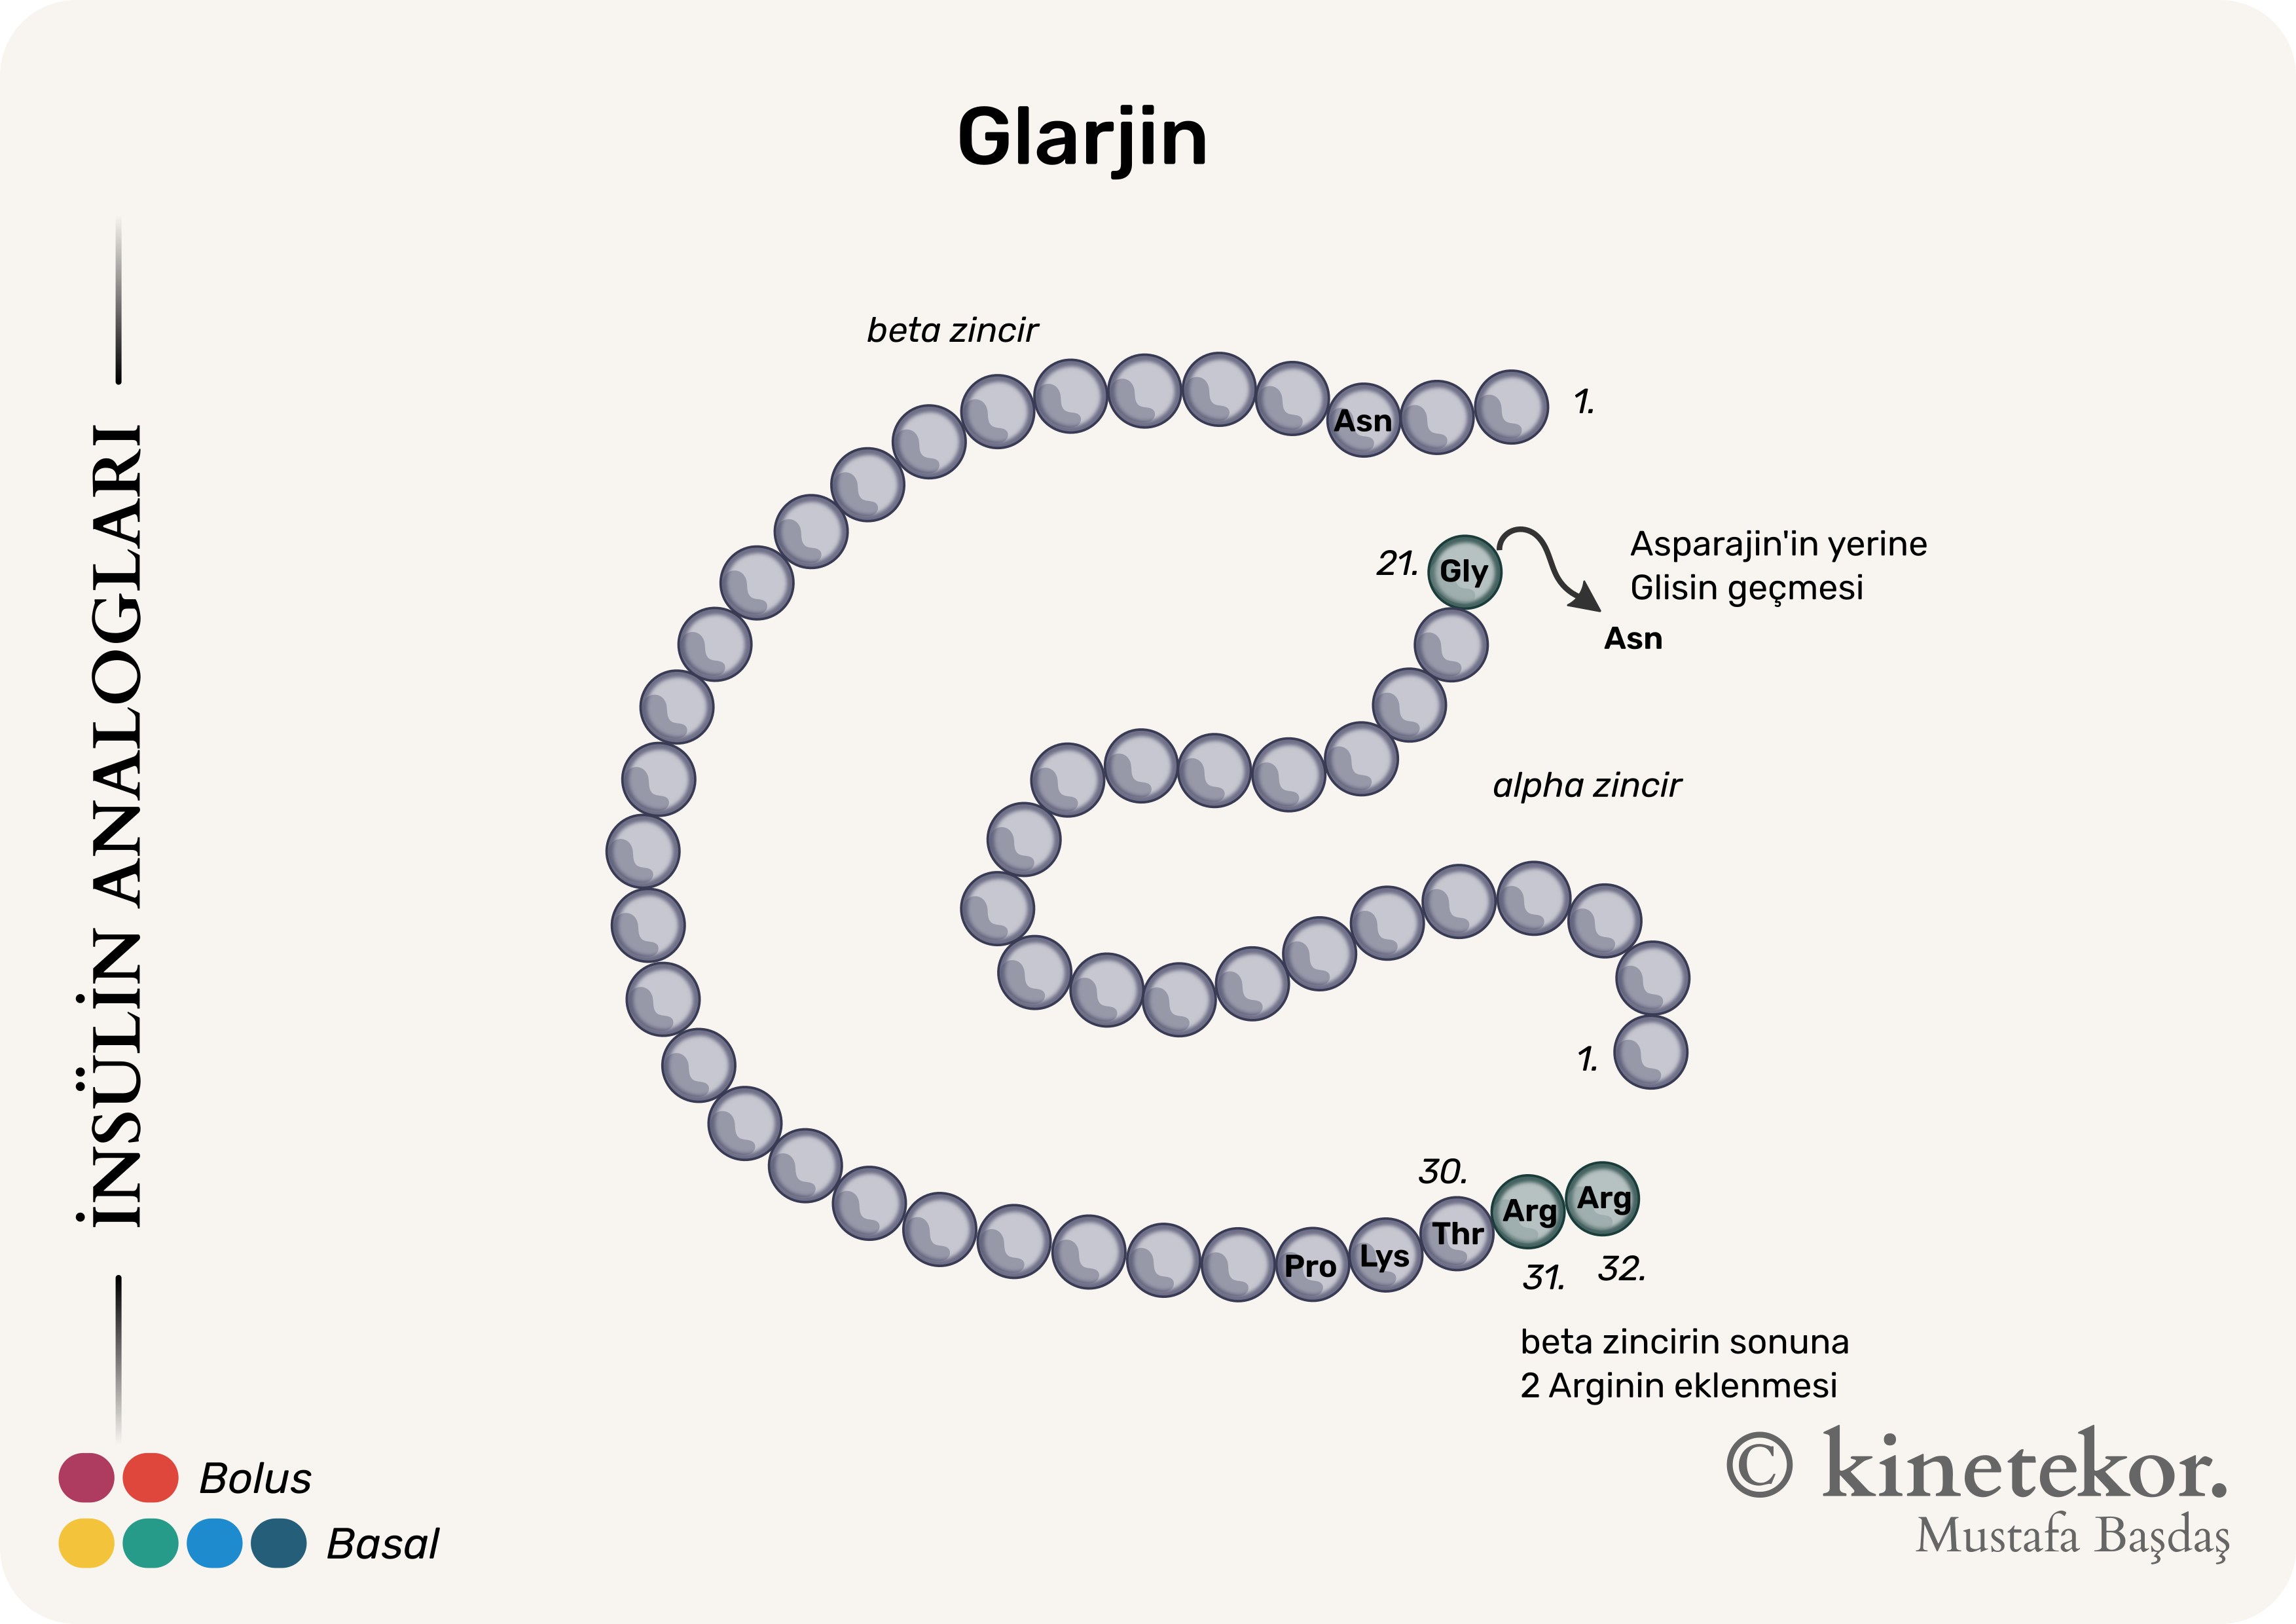 Glarjin
İNSÜLİN ANALOGLARI
beta zincir
1.
Asn
21.
Gly
Asparajin'in yerine
Glisin geçmesi
Asn
alpha zincir
1.
30.
Pro Lys Thr Arg Arg
31. 32.
beta zincirin sonuna
2 Arginin eklenmesi
Bolus
Basal
© kinetekor.
Mustafa Başdaş